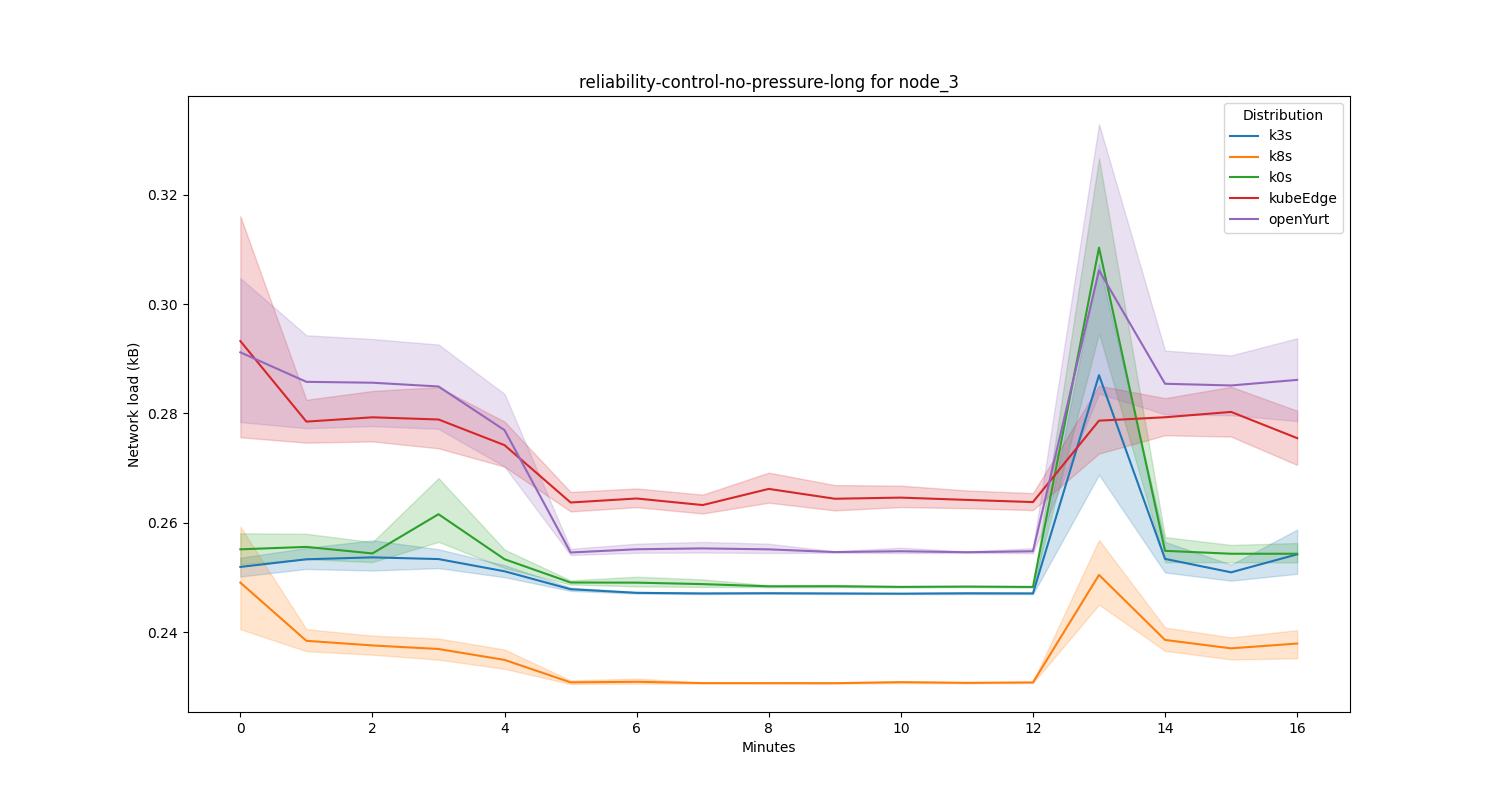 reliability-control-no-pressure-long for node_3
Distribution
k3s
k8s
k0s
kubeEdge
openYurt
Network load (kB)
0.32
0.30
0.28
0.26
0.24
0 2 4 6 8 10 12 14 16
Minutes